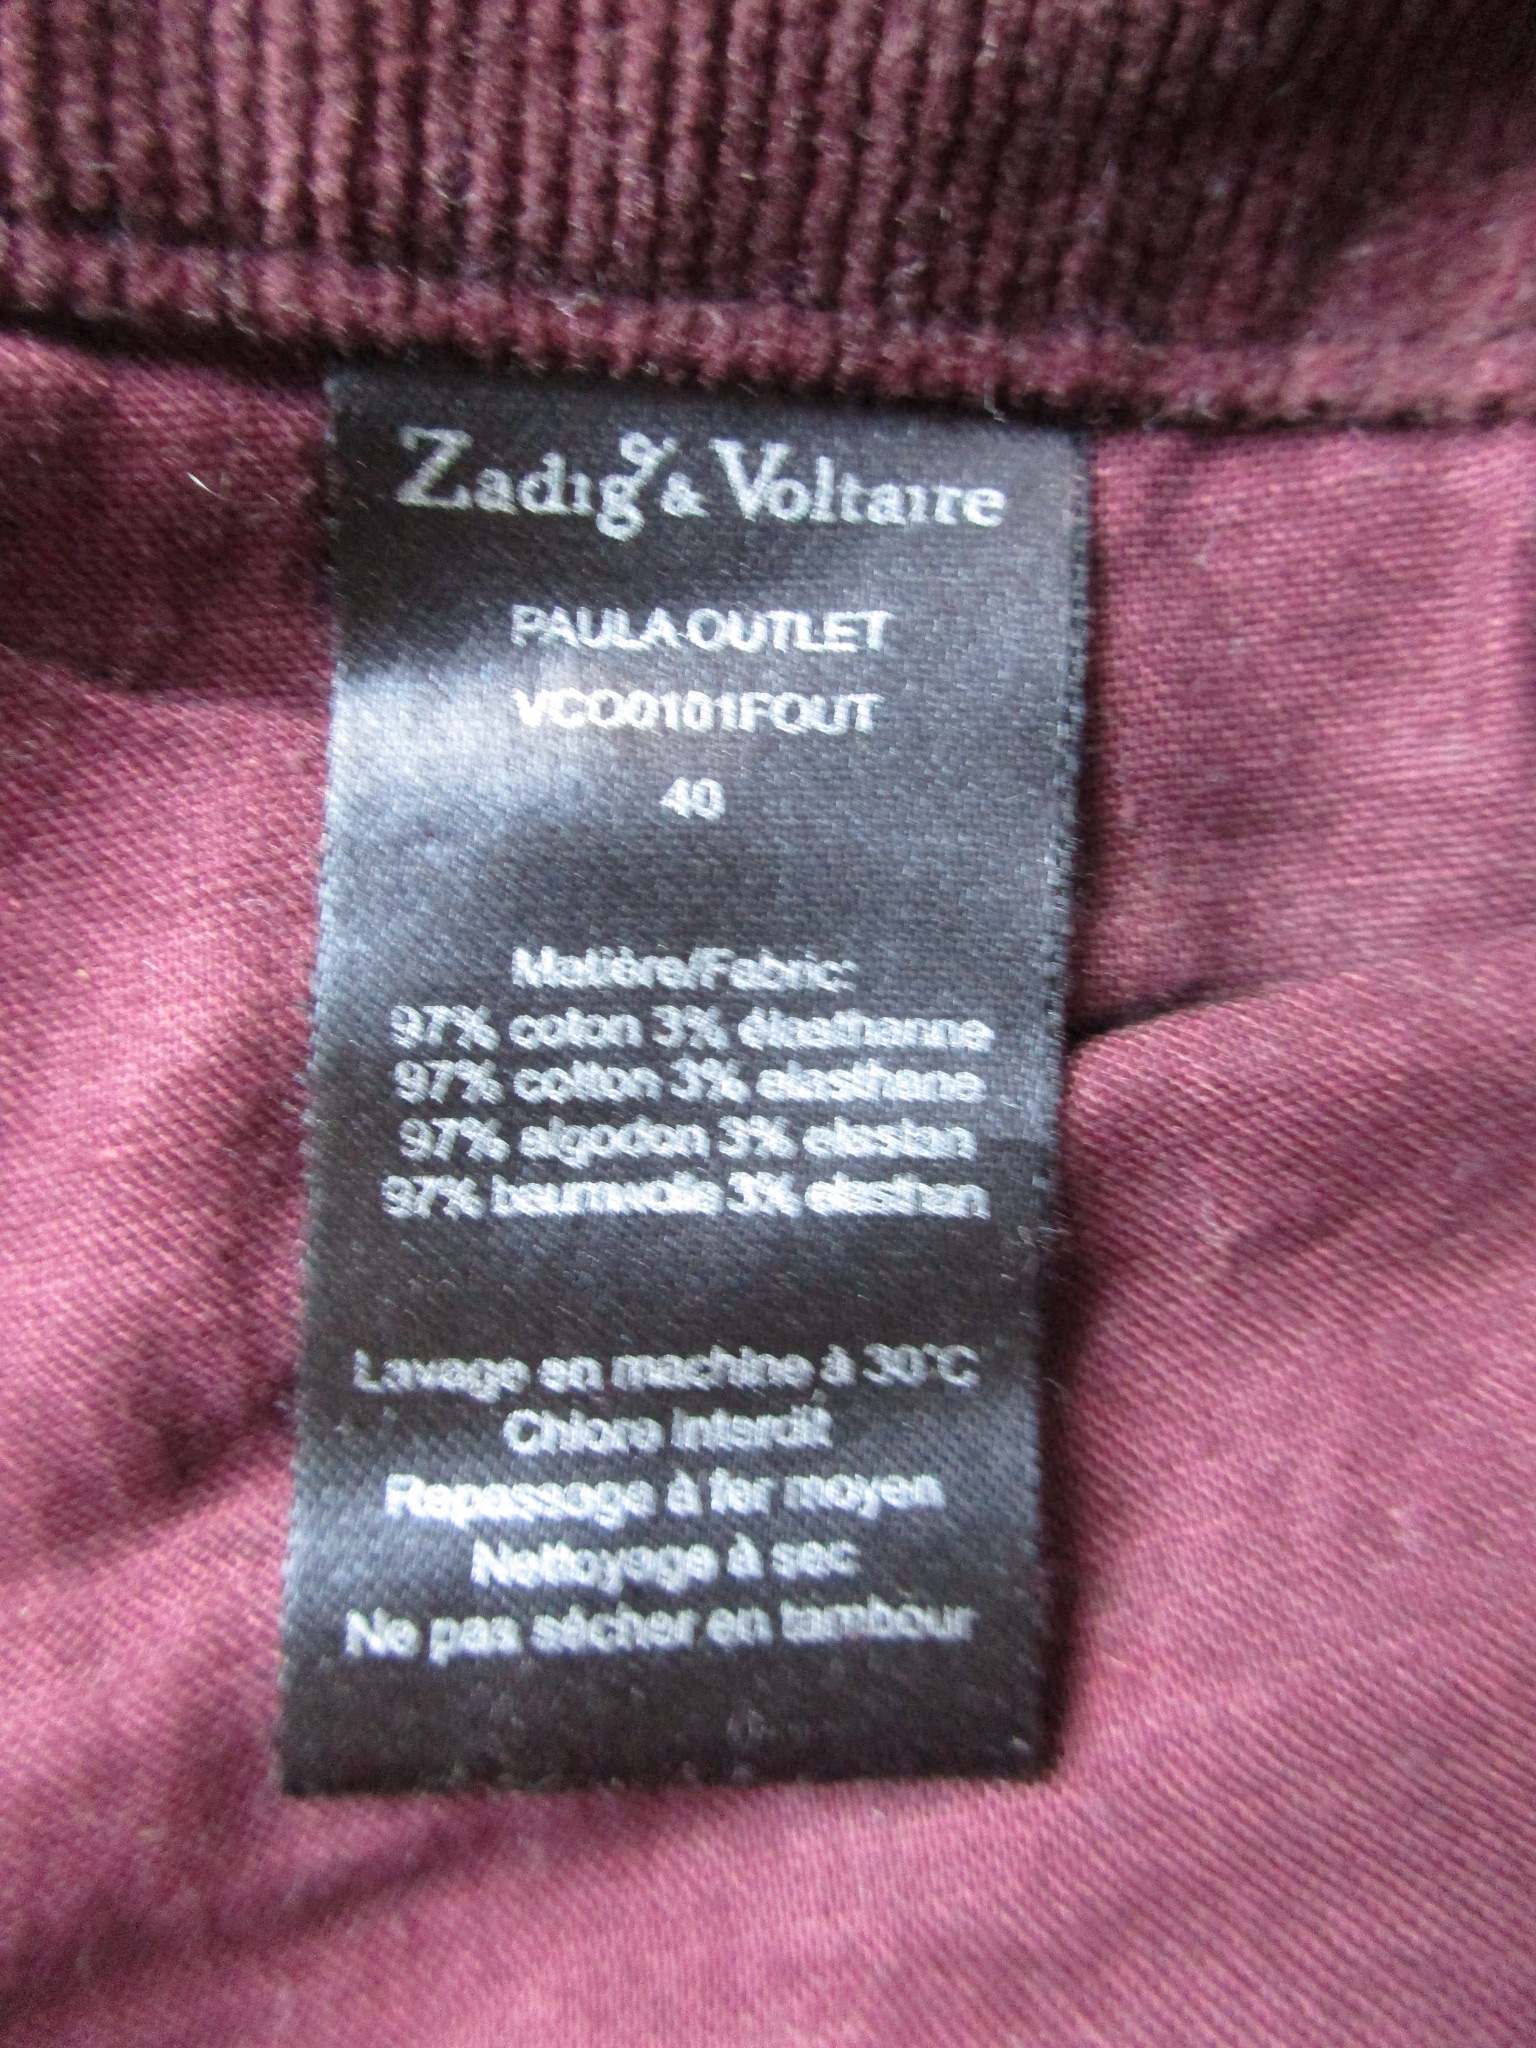 Zadig & Voltaire
PAULA OUTLET
VCO0101FOUT
40
Matière/Fabric:
97% coton 3% élasthanne
97% cotton 3% elasthane
97% algodon 3% elastan
97% baumwolle 3% elasthan
Lavage en machine à 30°C
Chlore interdit
Repassage à fer moyen
Nettoyage à sec
Ne pas sécher en tambour